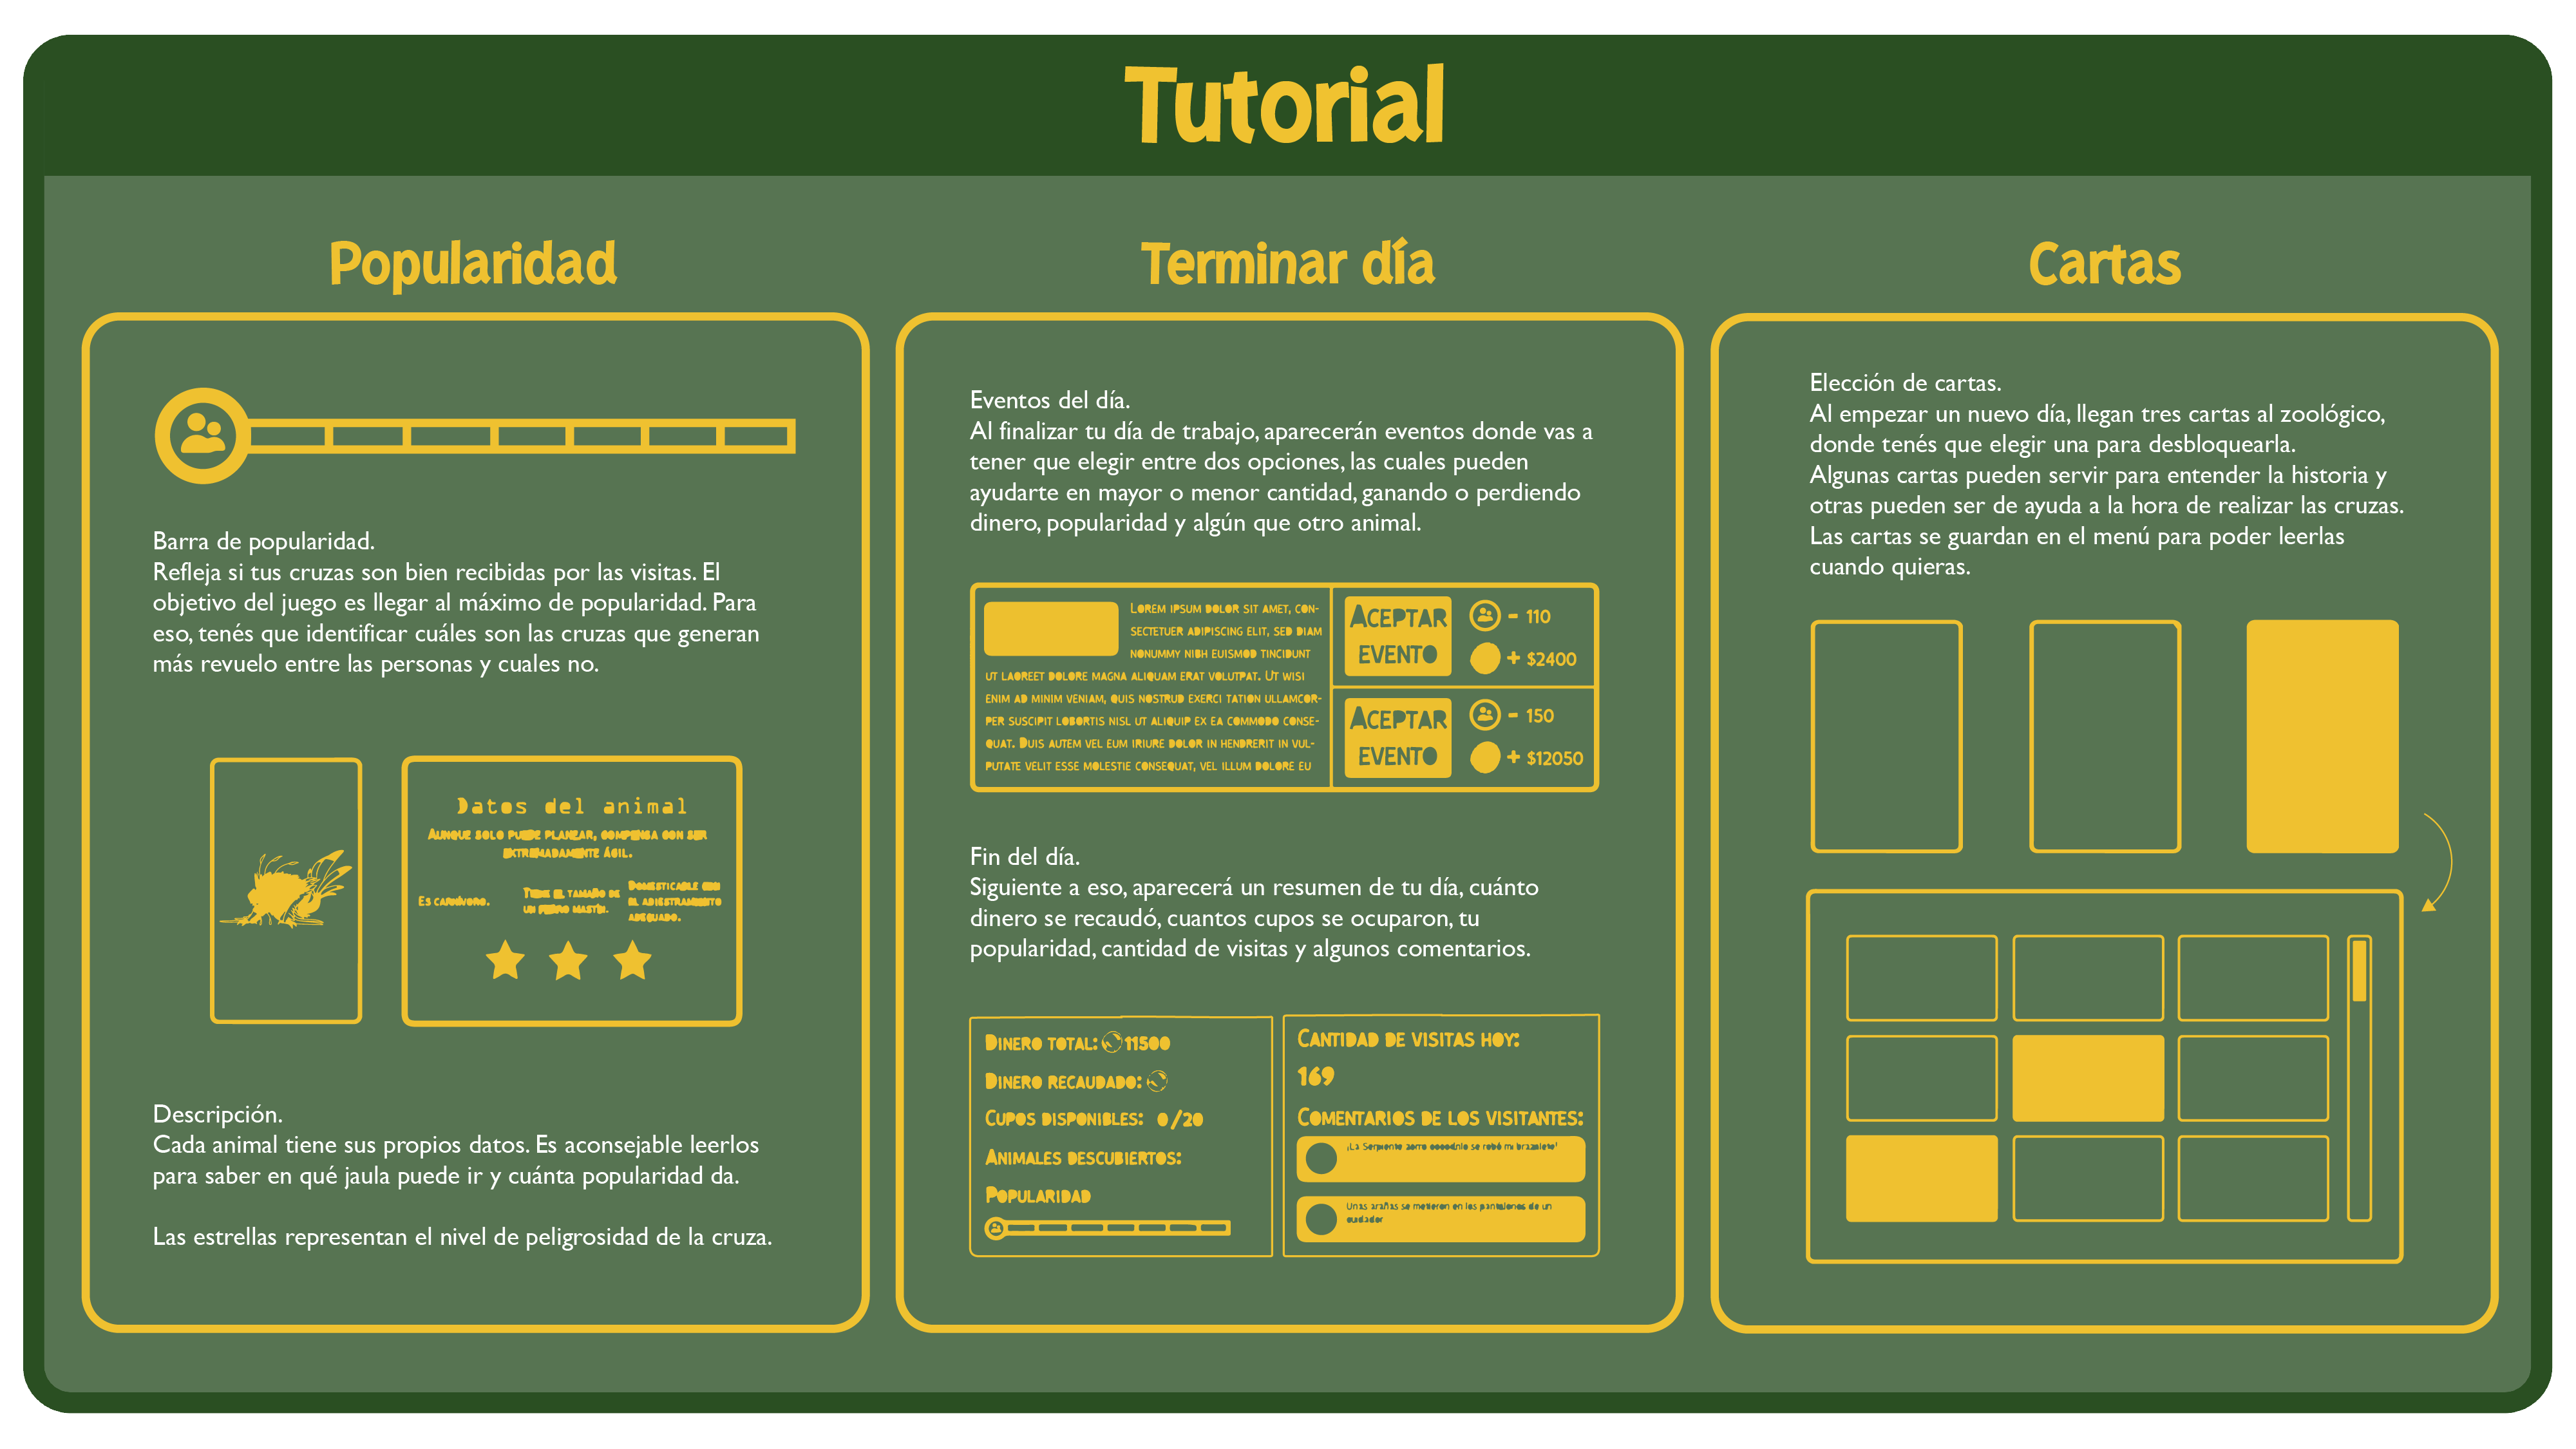 Tutorial
Popularidad
Barra de popularidad.
Refleja si tus cruzas son bien recibidas por las visitas. El
objetivo del juego es llegar al máximo de popularidad. Para
eso, tenés que identificar cuáles son las cruzas que generan
más revuelo entre las personas y cuales no.
Datos del animal
Aunque solo puede planear, compensa con ser
extremadamente ágil.
Es carnívoro.
Tiene el tamaño de
un perro mastín.
Domesticable con
el adiestramiento
adecuado.
Descripción.
Cada animal tiene sus propios datos. Es aconsejable leerlos
para saber en qué jaula puede ir y cuánta popularidad da.
Las estrellas representan el nivel de peligrosidad de la cruza.
Terminar día
Eventos del día.
Al finalizar tu día de trabajo, aparecerán eventos donde vas a
tener que elegir entre dos opciones, las cuales pueden
ayudarte en mayor o menor cantidad, ganando o perdiendo
dinero, popularidad y algún que otro animal.
Lorem ipsum dolor sit amet, con-
sectetuer adipiscing elit, sed diam
nonummy nibh euismod tincidunt
ut laoreet dolore magna aliquam erat volutpat. Ut wisi
enim ad minim veniam, quis nostrud exerci tation ullamcor-
per suscipit lobortis nisl ut aliquip ex ea commodo conse-
quat. Duis autem vel eum iriure dolor in hendrerit in vul-
putate velit esse molestie consequat, vel illum dolore eu
Aceptar
evento
- 110
+ $2400
Aceptar
evento
- 150
+ $12050
Fin del día.
Siguiente a eso, aparecerá un resumen de tu día, cuánto
dinero se recaudó, cuantos cupos se ocuparon, tu
popularidad, cantidad de visitas y algunos comentarios.
Dinero total: 11500
Dinero recaudado:
Cupos disponibles: 0/20
Animales descubiertos:
Popularidad
Cantidad de visitas hoy:
169
Comentarios de los visitantes:
¡La Serpiente zorro se robó mi brazalete!
Unas arañas se metieron en los pantalones de un
cuidador
Cartas
Elección de cartas.
Al empezar un nuevo día, llegan tres cartas al zoológico,
donde tenés que elegir una para desbloquearla.
Algunas cartas pueden servir para entender la historia y
otras pueden ser de ayuda a la hora de realizar las cruzas.
Las cartas se guardan en el menú para poder leerlas
cuando quieras.